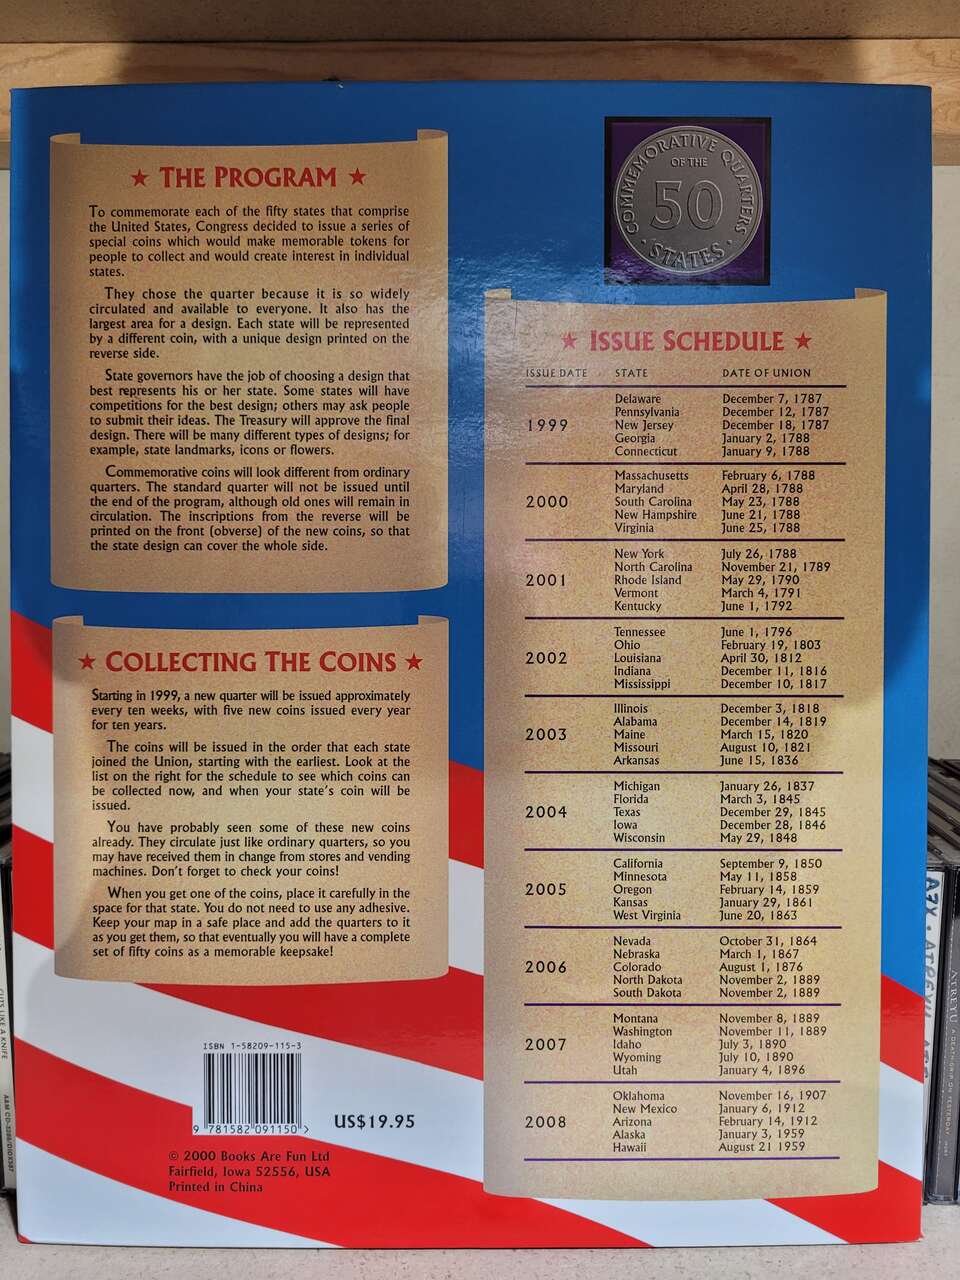 ★ THE PROGRAM ★
To commemorate each of the fifty states that comprise
the United States, Congress decided to issue a series of
special coins which would make memorable tokens for
people to collect and would create interest in individual
states.
They chose the quarter because it is so widely
circulated and available to everyone. It also has the
largest area for a design. Each state will be represented
by a different coin, with a unique design printed on the
reverse side.
State governors have the job of choosing a design that
best represents his or her state. Some states will have
competitions for the best design; others may ask people
to submit their ideas. The Treasury will approve the final
design. There will be many different types of designs; for
example, state landmarks, icons or flowers.
Commemorative coins will look different from ordinary
quarters. The standard quarter will not be issued until
the end of the program, although old ones will remain in
circulation. The inscriptions from the reverse will be
printed on the front (obverse) of the new coins, so that
the state design can cover the whole side.
★ COLLECTING THE COINS ★
Starting in 1999, a new quarter will be issued approximately
every ten weeks, with five new coins issued every year
for ten years.
The coins will be issued in the order that each state
joined the Union, starting with the earliest. Look at the
list on the right for the schedule to see which coins can
be collected now, and when your state's coin will be
issued.
You have probably seen some of these new coins
already. They circulate just like ordinary quarters, so you
may have received them in change from stores and vending
machines. Don't forget to check your coins!
When you get one of the coins, place it carefully in the
space for that state. You do not need to use any adhesive.
Keep your map in a safe place and add the quarters to it
as you get them, so that eventually you will have a complete
set of fifty coins as a memorable keepsake!
ISBN 1-58209-115-3
9 781582 091150 >
US$19.95
© 2000 Books Are Fun Ltd
Fairfield, Iowa 52556, USA
Printed in China
COMMEMORATIVE QUARTERS
OF THE
50
· STATES ·
★ ISSUE SCHEDULE ★
ISSUE DATE STATE DATE OF UNION
1999
Delaware December 7, 1787
Pennsylvania December 12, 1787
New Jersey December 18, 1787
Georgia January 2, 1788
Connecticut January 9, 1788
2000
Massachusetts February 6, 1788
Maryland April 28, 1788
South Carolina May 23, 1788
New Hampshire June 21, 1788
Virginia June 25, 1788
2001
New York July 26, 1788
North Carolina November 21, 1789
Rhode Island May 29, 1790
Vermont March 4, 1791
Kentucky June 1, 1792
2002
Tennessee June 1, 1796
Ohio February 19, 1803
Louisiana April 30, 1812
Indiana December 11, 1816
Mississippi December 10, 1817
2003
Illinois December 3, 1818
Alabama December 14, 1819
Maine March 15, 1820
Missouri August 10, 1821
Arkansas June 15, 1836
2004
Michigan January 26, 1837
Florida March 3, 1845
Texas December 29, 1845
Iowa December 28, 1846
Wisconsin May 29, 1848
2005
California September 9, 1850
Minnesota May 11, 1858
Oregon February 14, 1859
Kansas January 29, 1861
West Virginia June 20, 1863
2006
Nevada October 31, 1864
Nebraska March 1, 1867
Colorado August 1, 1876
North Dakota November 2, 1889
South Dakota November 2, 1889
2007
Montana November 8, 1889
Washington November 11, 1889
Idaho July 3, 1890
Wyoming July 10, 1890
Utah January 4, 1896
2008
Oklahoma November 16, 1907
New Mexico January 6, 1912
Arizona February 14, 1912
Alaska January 3, 1959
Hawaii August 21 1959
CUTS LIKE A KNIFE
A7X · ATREYU
ATREYU A DEATH-GRIP ON YESTERDAY